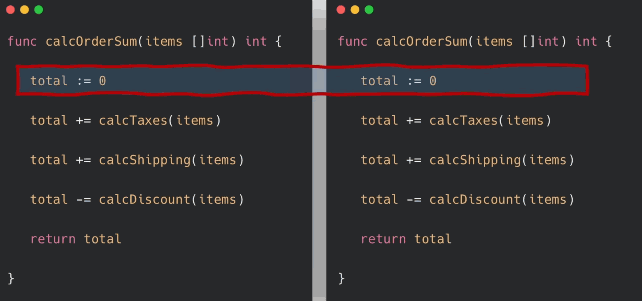 func calcOrderSum(items []int) int {
total := 0
total += calcTaxes(items)
total += calcShipping(items)
total -= calcDiscount(items)
return total
}
func calcOrderSum(items []int) int {
total := 0
total += calcTaxes(items)
total += calcShipping(items)
total -= calcDiscount(items)
return total
}